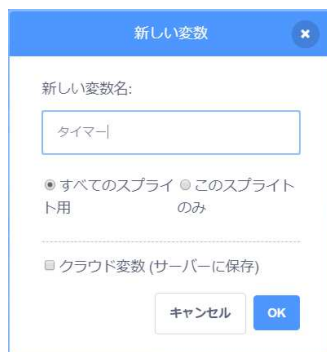 新しい変数
新しい変数名:
タイマー
すべてのスプライト用
このスプライトのみ
クラウド変数 (サーバーに保存)
キャンセル OK